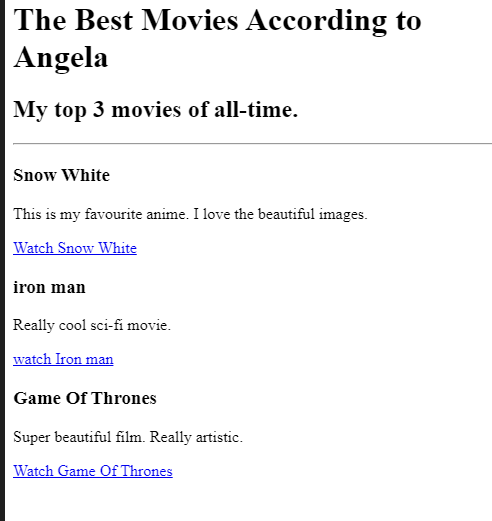 The Best Movies According to
Angela
My top 3 movies of all-time.
Snow White
This is my favourite anime. I love the beautiful images.
Watch Snow White
iron man
Really cool sci-fi movie.
watch Iron man
Game Of Thrones
Super beautiful film. Really artistic.
Watch Game Of Thrones